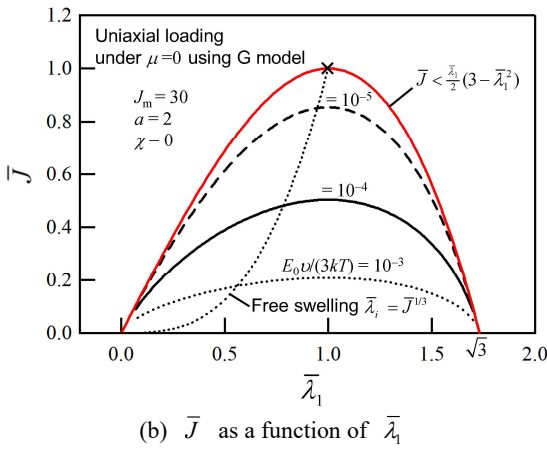 Uniaxial loading
under μ=0 using G model
J̅ < λ̅₁/2 (3−λ̅₁²)
Jₘ = 30
a = 2
χ − 0
= 10⁻⁵
= 10⁻⁴
E₀υ/(3kT) = 10⁻³
Free swelling λ̅ᵢ = J̅^1/3
J̅
1.2
1.0
0.8
0.6
0.4
0.2
0.0
0.0 0.5 1.0 1.5 √3 2.0
λ̅₁
(b) J̅ as a function of λ̅₁